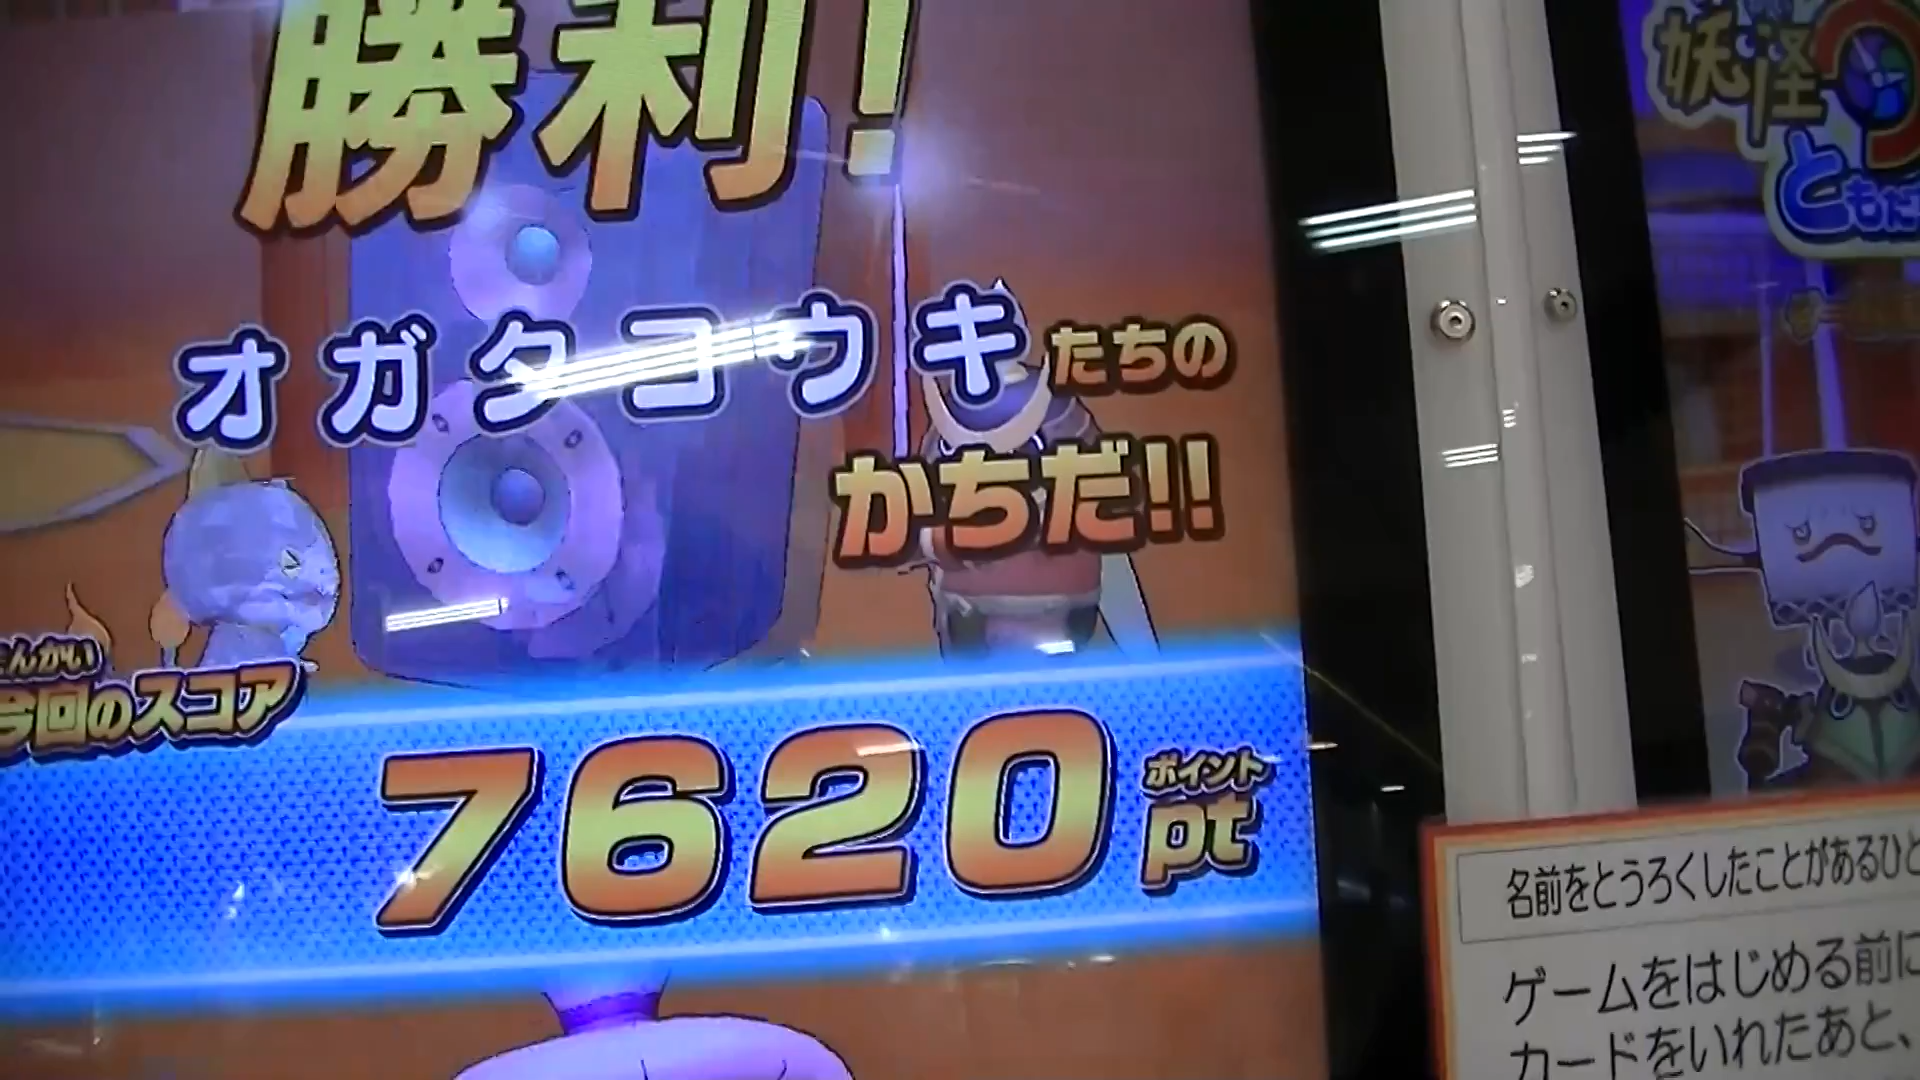 勝利!
オガタコウキたちの
かちだ!!
今回のスコア
7620
ポイント
pt
妖怪
ともだ
名前をとうろくしたことがあるひと
ゲームをはじめる前に
カードをいれたあと、